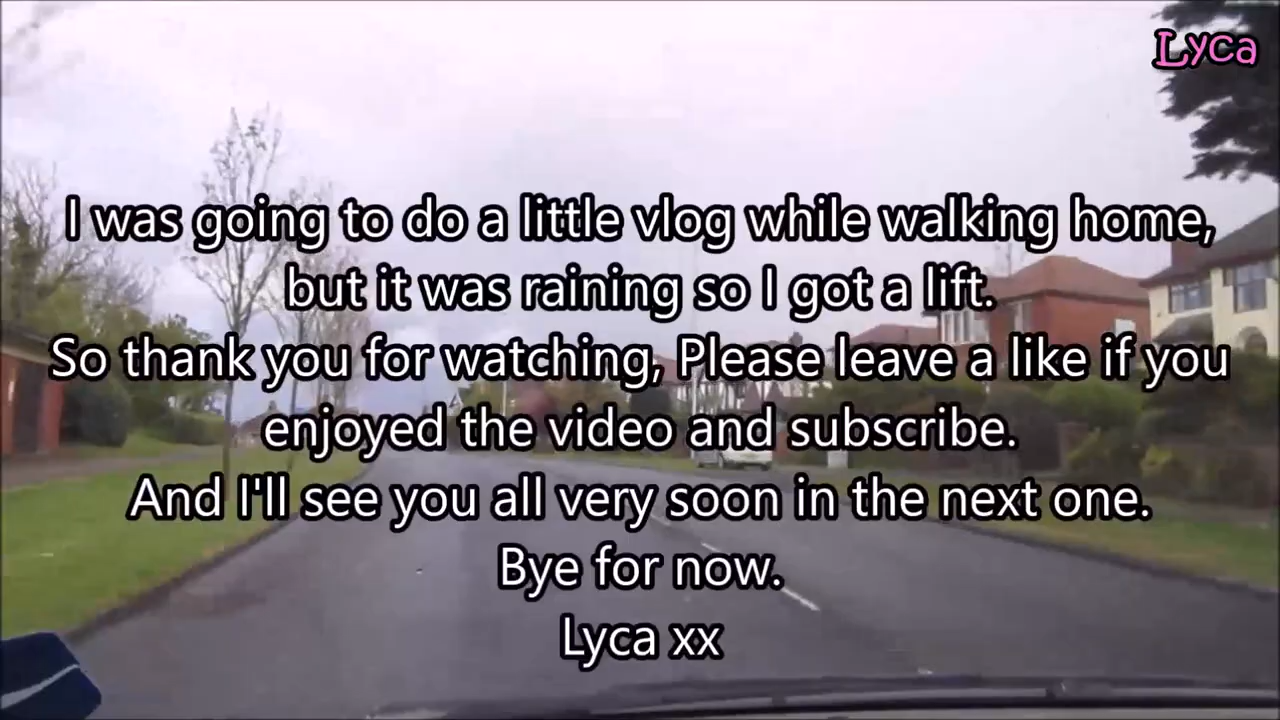 Lyca
I was going to do a little vlog while walking home,
but it was raining so I got a lift.
So thank you for watching, Please leave a like if you
enjoyed the video and subscribe.
And I'll see you all very soon in the next one.
Bye for now.
Lyca xx